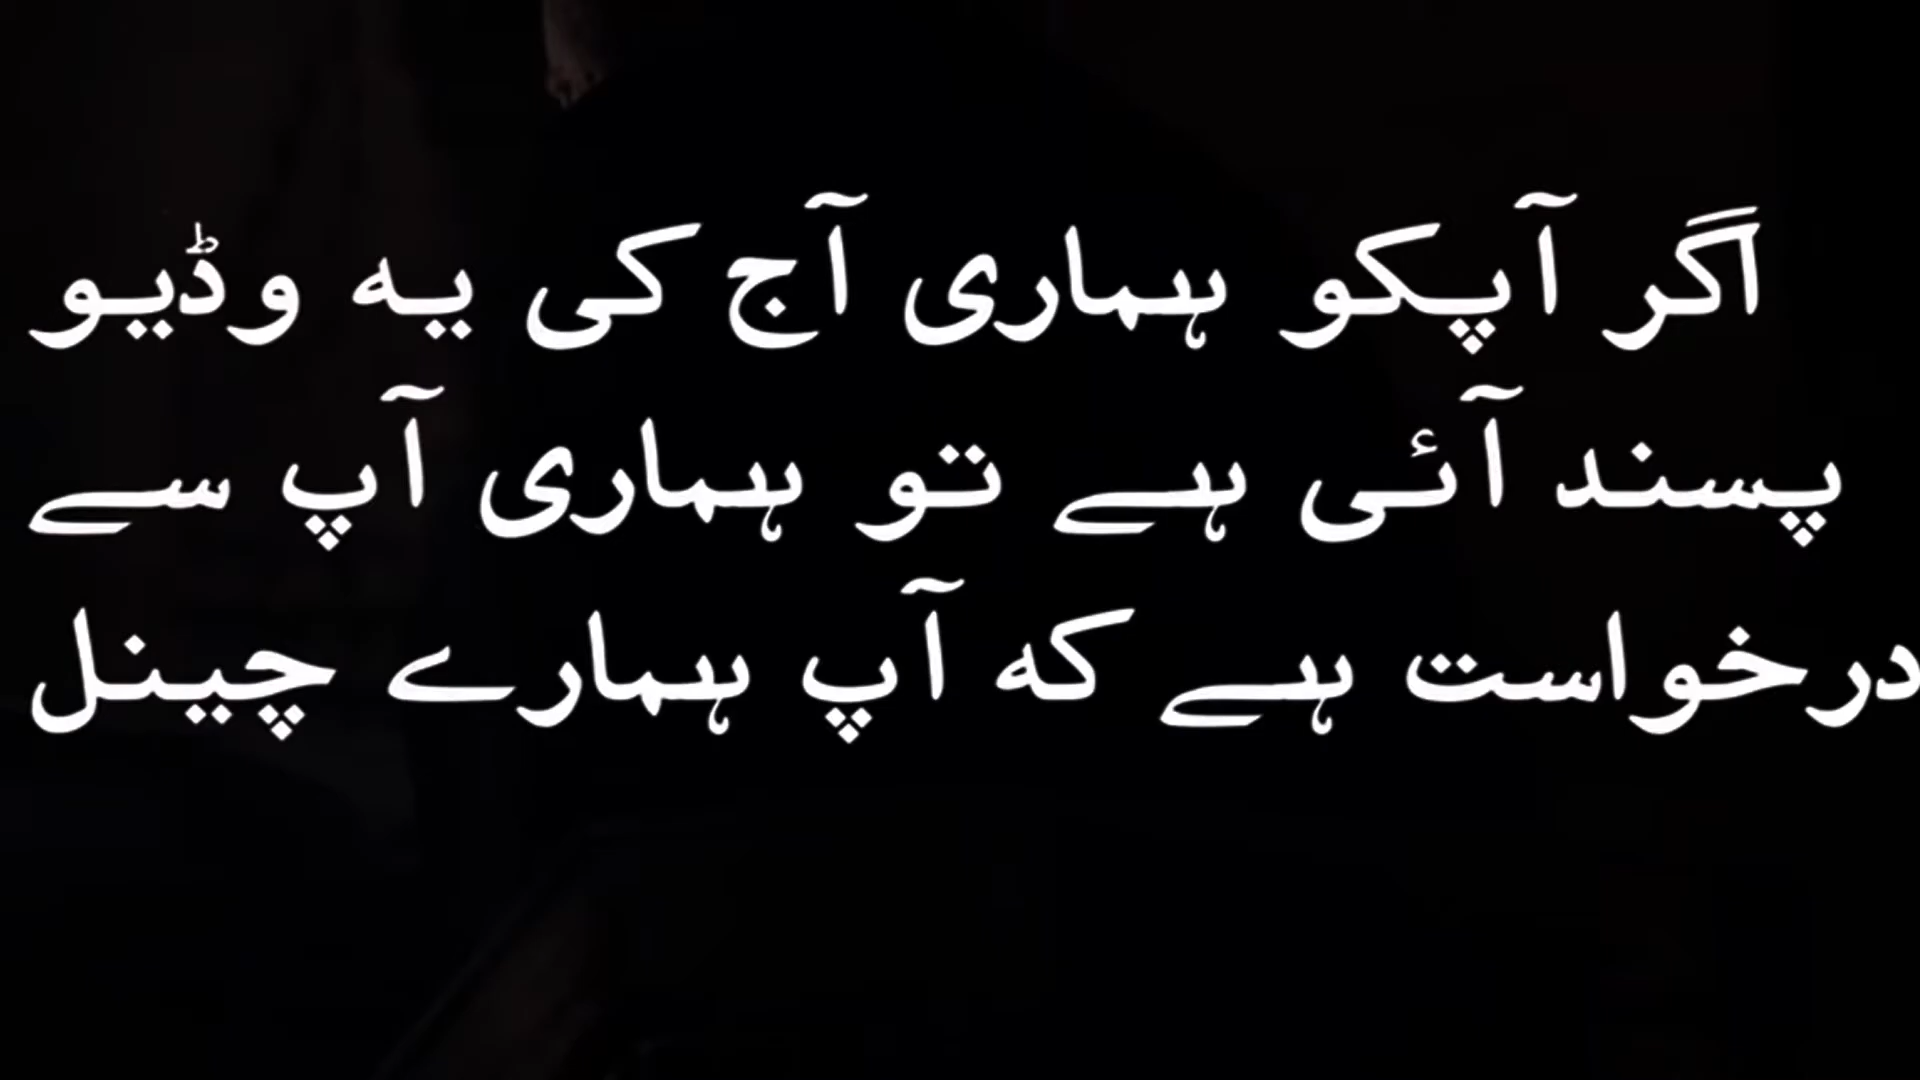 اگر آپکو ہماری آج کی یہ وڈیو
پسند آئی ہے تو ہماری آپ سے
درخواست ہے کہ آپ ہمارے چینل